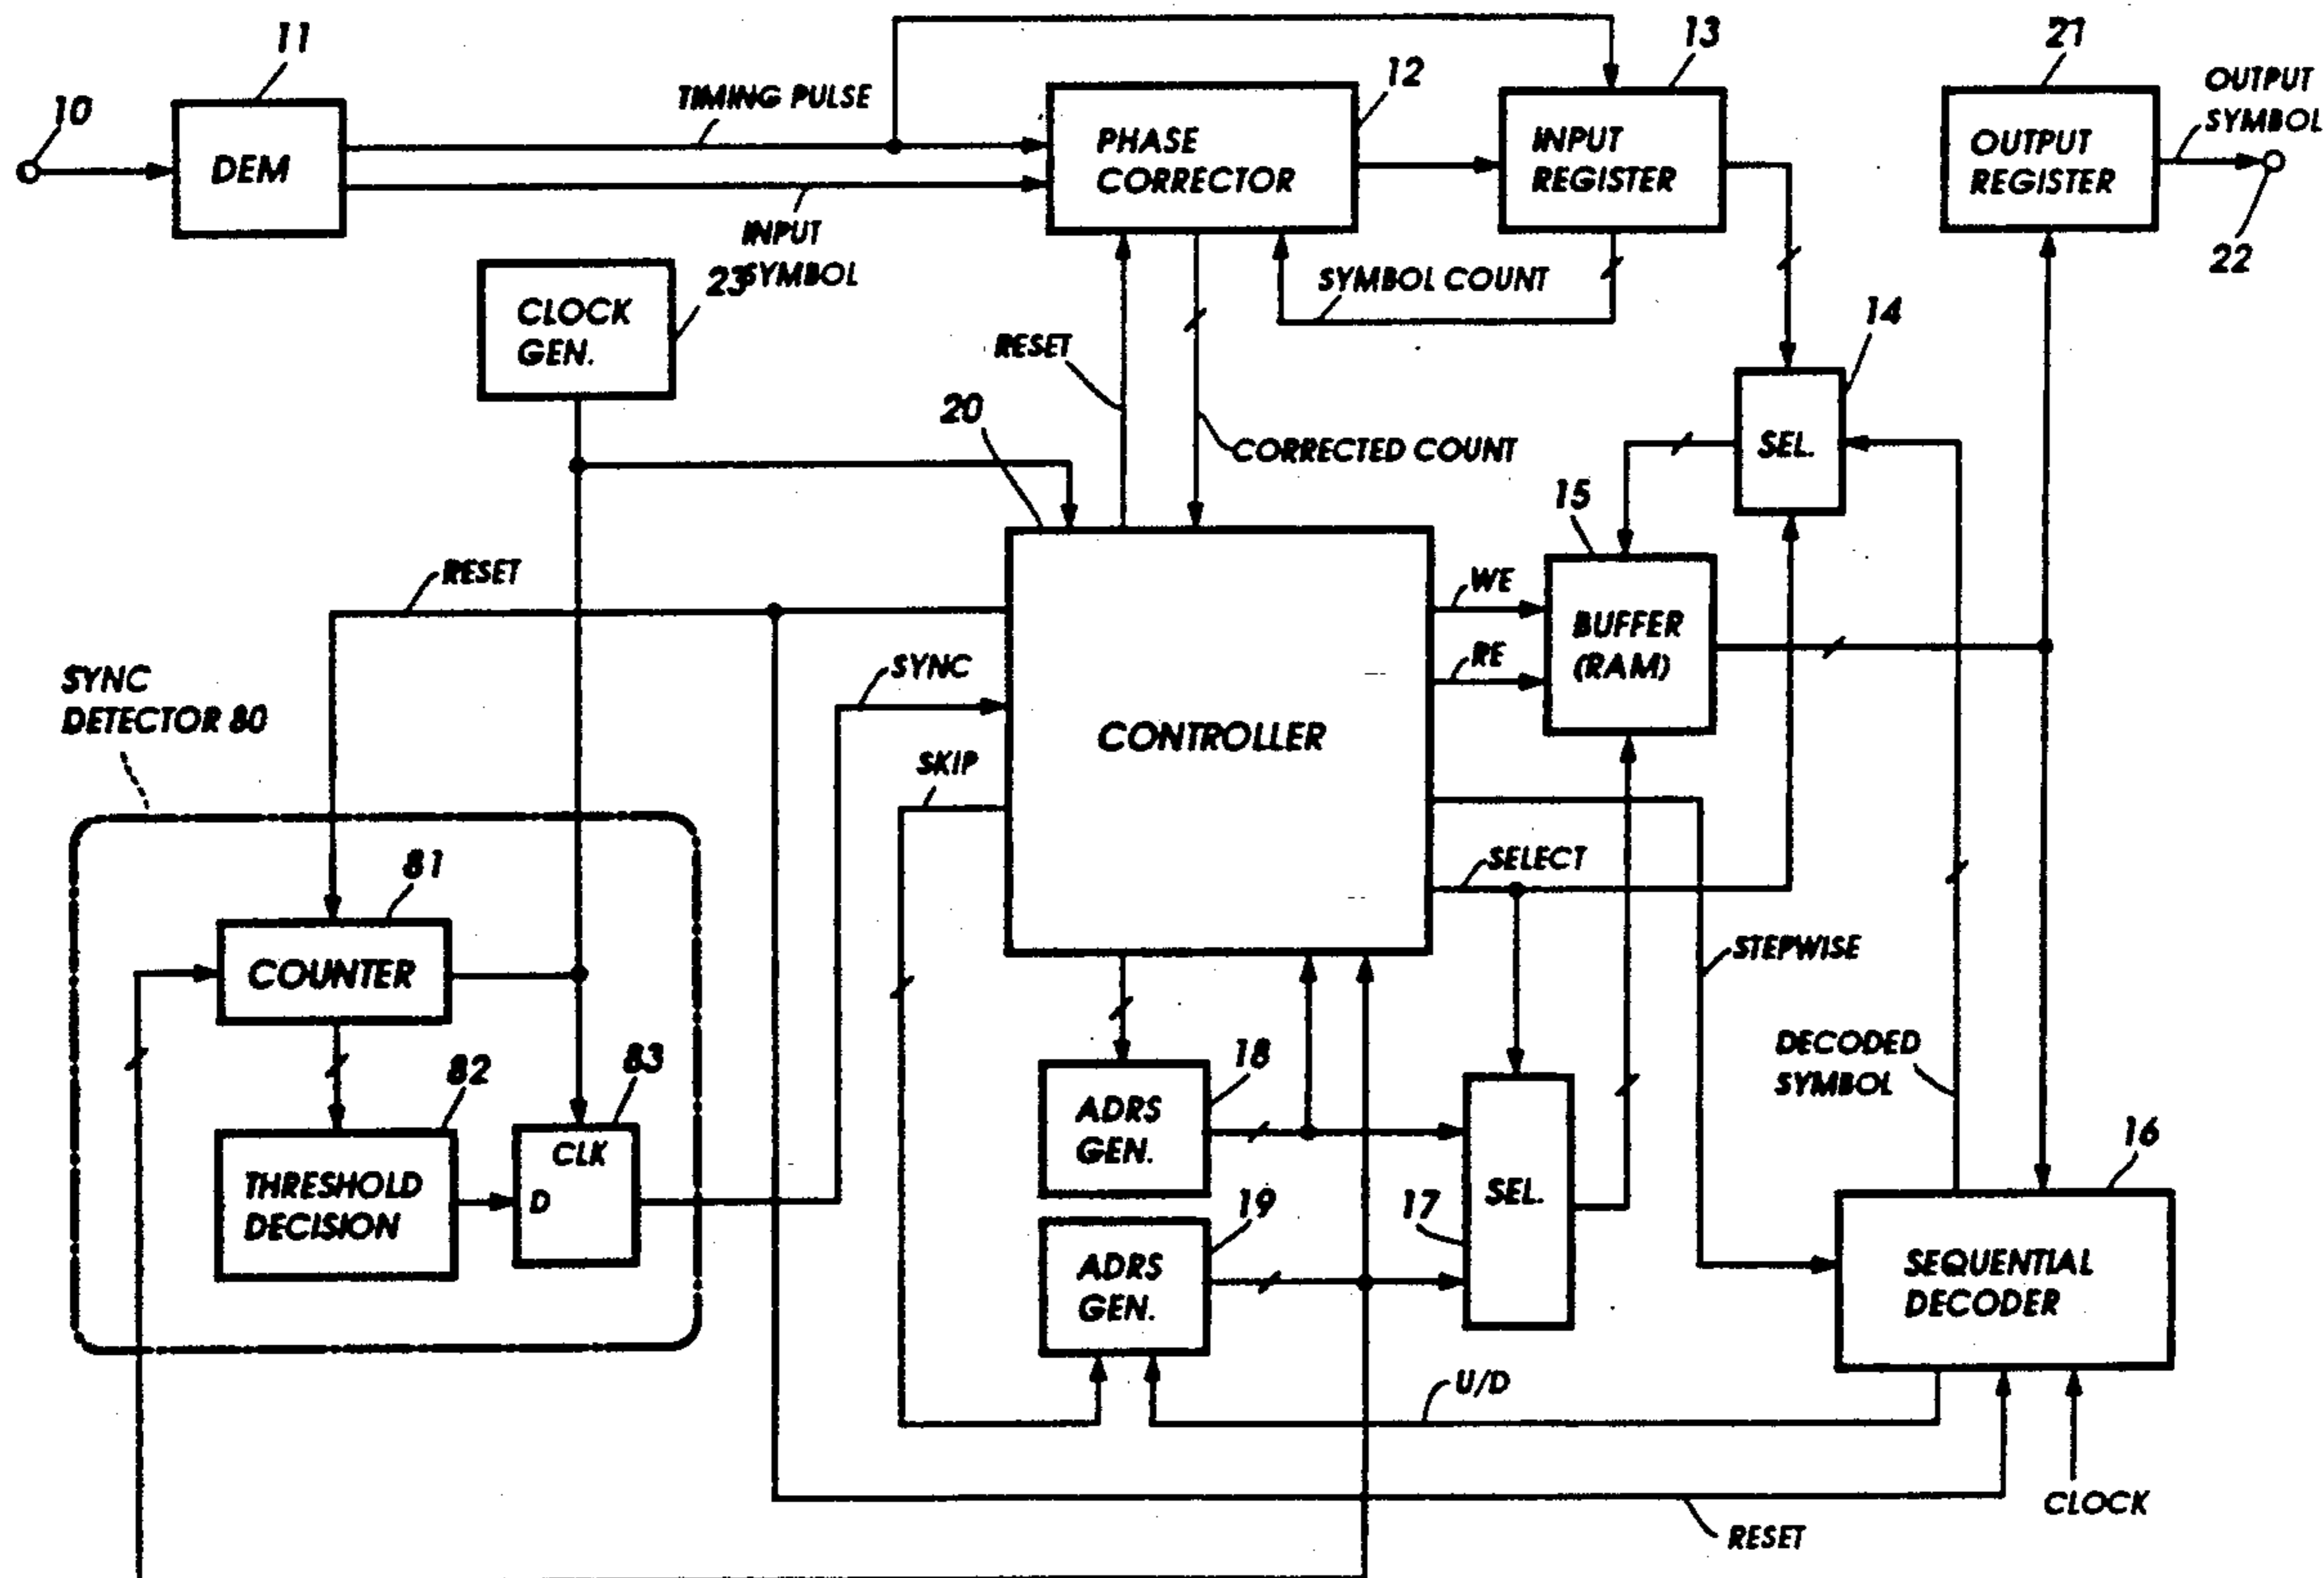 11
13
21
OUTPUT
SYMBOL
10
TIMING PULSE
12
DEM
PHASE
CORRECTOR
INPUT
REGISTER
OUTPUT
REGISTER
22
INPUT
SYMBOL
23
CLOCK
GEN.
SYMBOL COUNT
14
RESET
20
CORRECTED COUNT
SEL.
15
RESET
WE
BUFFER
(RAM)
RE
SYNC
SYNC
DETECTOR 80
CONTROLLER
SKIP
81
SELECT
COUNTER
STEPWISE
82
83
18
DECODED
SYMBOL
CLK
ADRS
GEN.
16
THRESHOLD
DECISION
D
19
17
SEL.
ADRS
GEN.
SEQUENTIAL
DECODER
U/D
CLOCK
RESET